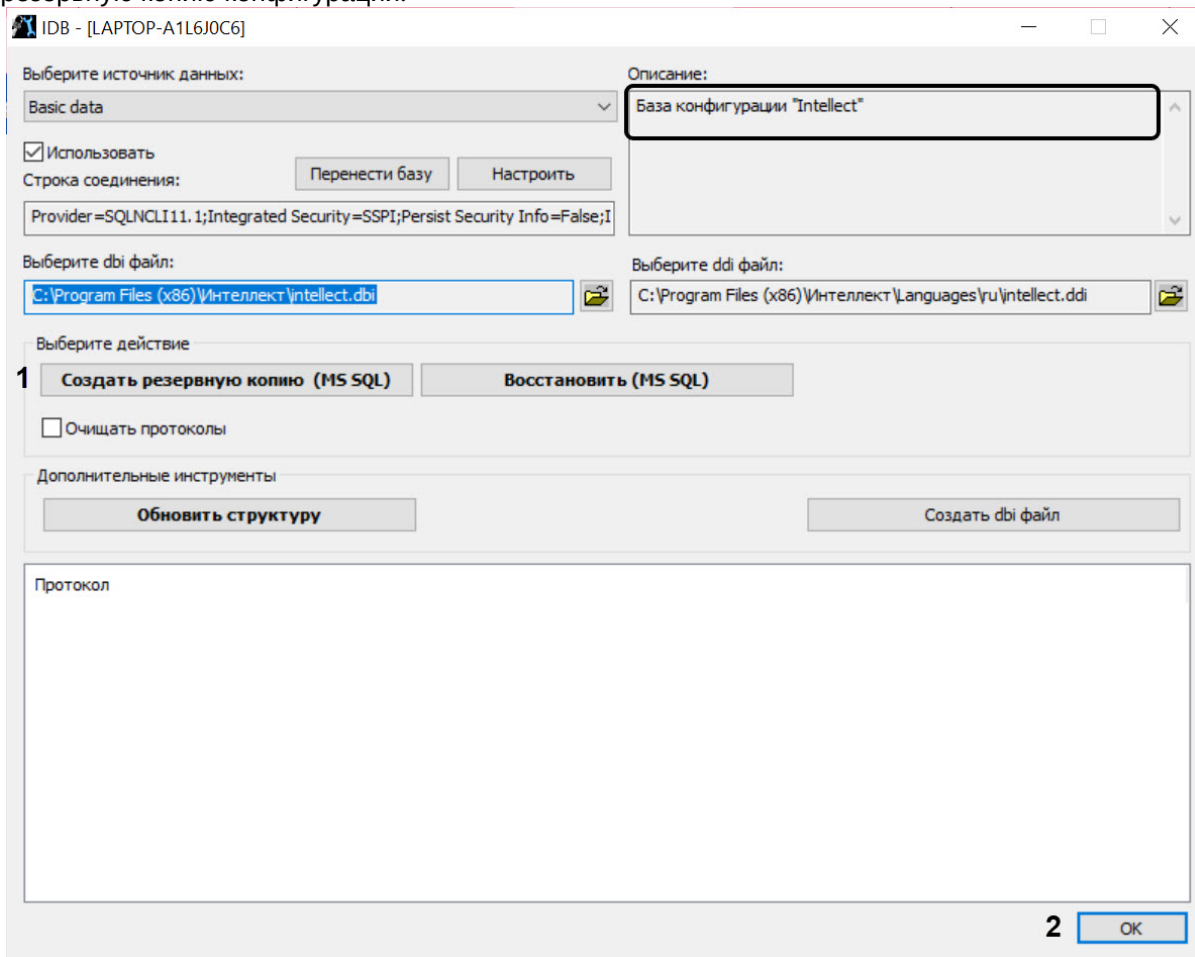 резервную копию конфигурации.
IDB - [LAPTOP-A1L6J0C6]
Выберите источник данных:
Описание:
Basic data
База конфигурации "Intellect"
Использовать
Строка соединения:
Перенести базу
Настроить
Provider=SQLNCLI11.1;Integrated Security=SSPI;Persist Security Info=False;I
Выберите dbi файл:
Выберите ddi файл:
C:\Program Files (x86)\Интеллект\intellect.dbi
C:\Program Files (x86)\Интеллект\Languages\ru\intellect.ddi
Выберите действие
1
Создать резервную копию (MS SQL)
Восстановить (MS SQL)
Очищать протоколы
Дополнительные инструменты
Обновить структуру
Создать dbi файл
Протокол
2
OK